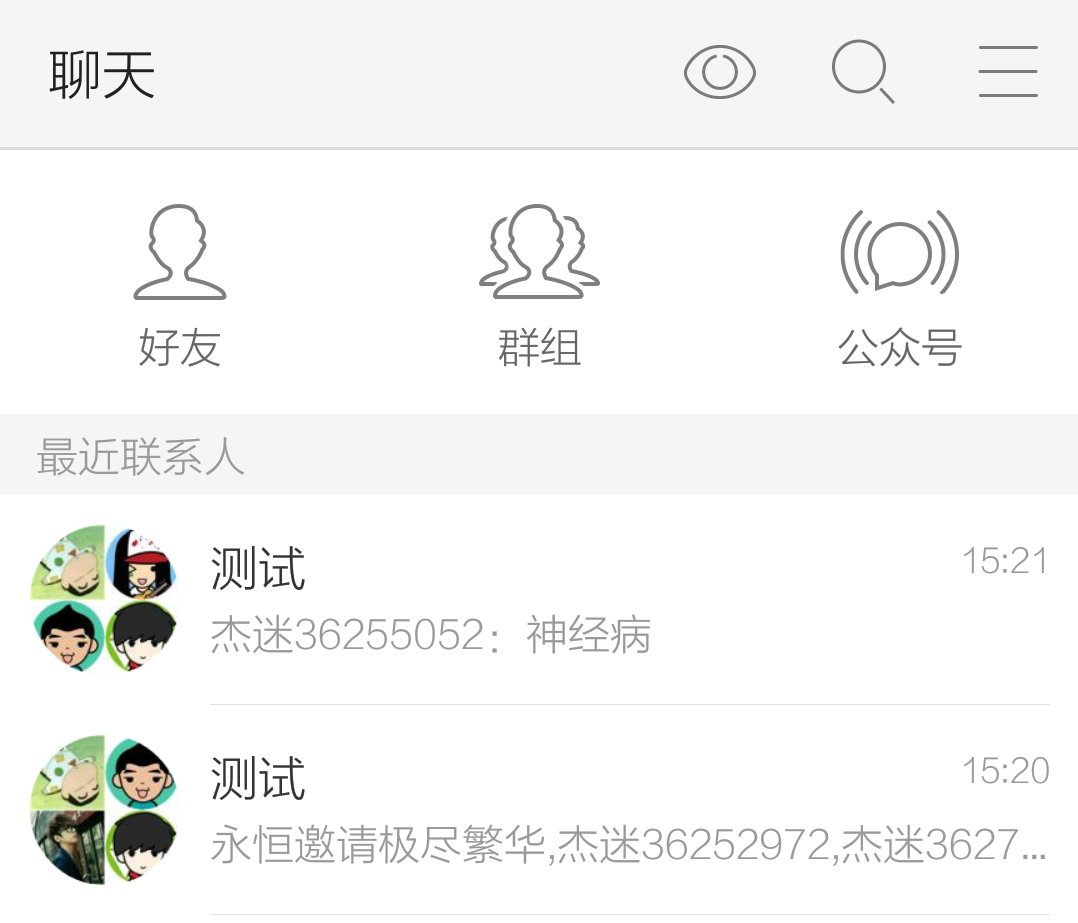 聊天
好友 群组 公众号
最近联系人
测试 15:21
杰迷36255052：神经病
测试 15:20
永恒邀请极尽繁华,杰迷36252972,杰迷3627...